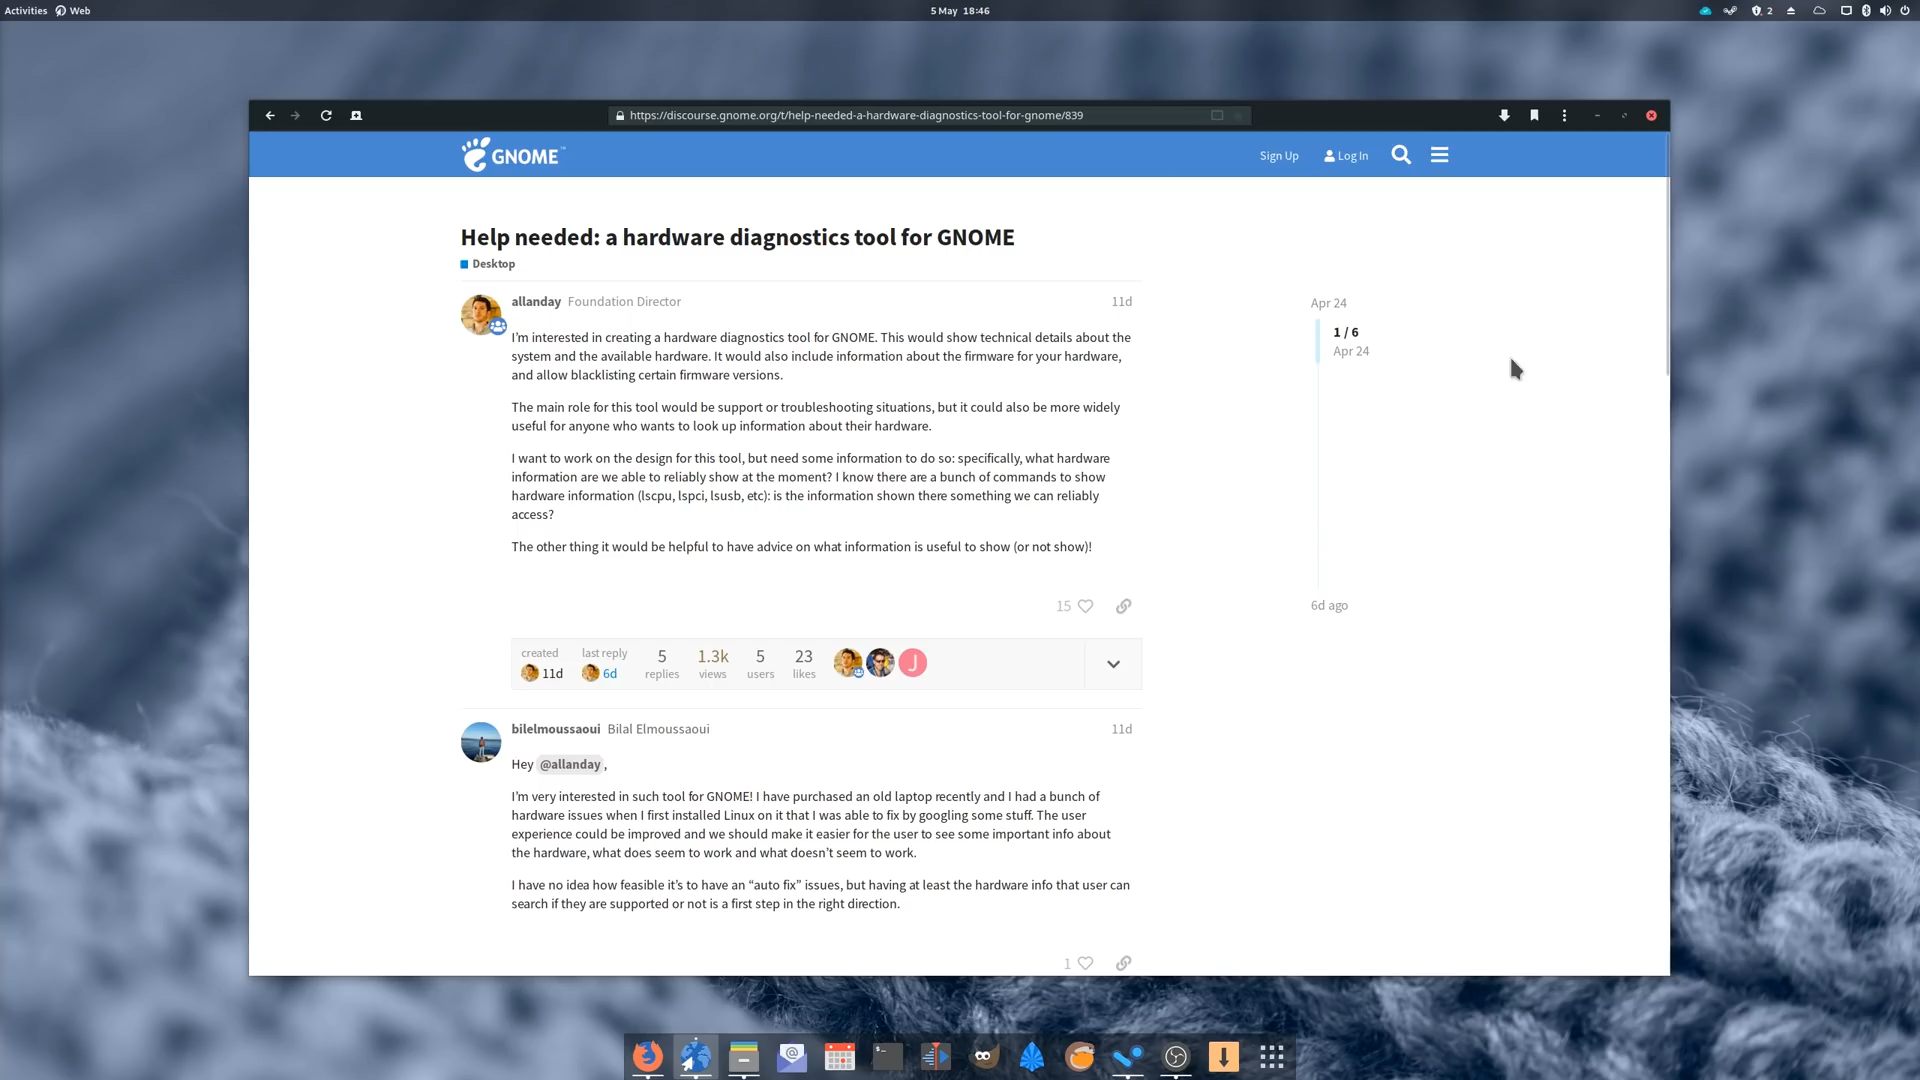 Activities Web 5 May 18:46 2
https://discourse.gnome.org/t/help-needed-a-hardware-diagnostics-tool-for-gnome/839
GNOME™ Sign Up Log In
Help needed: a hardware diagnostics tool for GNOME
Desktop
allanday Foundation Director 11d
I'm interested in creating a hardware diagnostics tool for GNOME. This would show technical details about the
system and the available hardware. It would also include information about the firmware for your hardware,
and allow blacklisting certain firmware versions.
The main role for this tool would be support or troubleshooting situations, but it could also be more widely
useful for anyone who wants to look up information about their hardware.
I want to work on the design for this tool, but need some information to do so: specifically, what hardware
information are we able to reliably show at the moment? I know there are a bunch of commands to show
hardware information (lscpu, lspci, lsusb, etc): is the information shown there something we can reliably
access?
The other thing it would be helpful to have advice on what information is useful to show (or not show)!
15
Apr 24
1 / 6
Apr 24
6d ago
created last reply 5 1.3k 5 23 J
11d 6d replies views users likes
bilelmoussaoui Bilal Elmoussaoui 11d
Hey @allanday,
I'm very interested in such tool for GNOME! I have purchased an old laptop recently and I had a bunch of
hardware issues when I first installed Linux on it that I was able to fix by googling some stuff. The user
experience could be improved and we should make it easier for the user to see some important info about
the hardware, what does seem to work and what doesn't seem to work.
I have no idea how feasible it's to have an “auto fix” issues, but having at least the hardware info that user can
search if they are supported or not is a first step in the right direction.
1